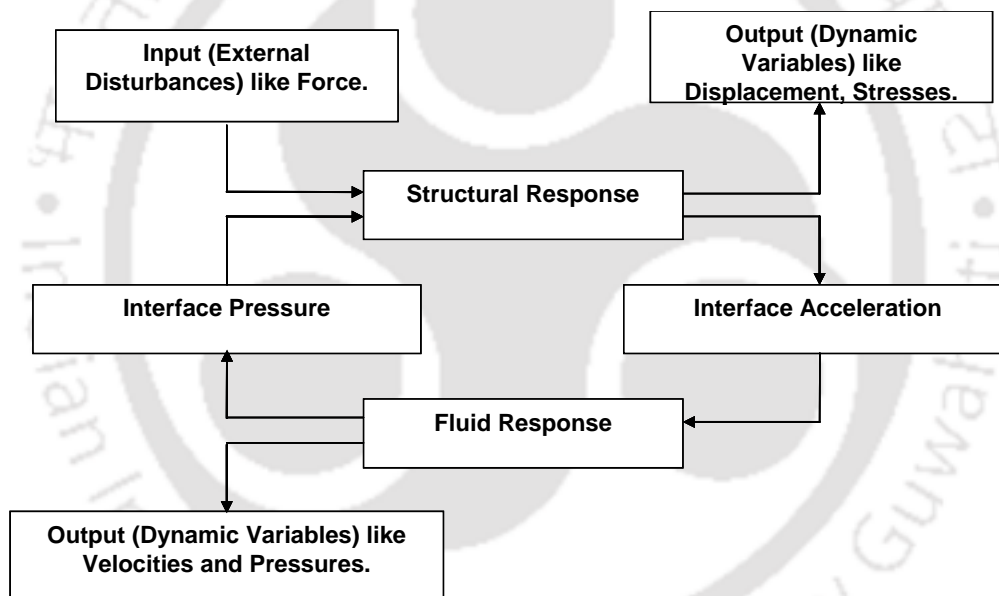 Input (External
Disturbances) like Force.
Output (Dynamic
Variables) like
Displacement, Stresses.
Structural Response
Interface Pressure
Interface Acceleration
Fluid Response
Output (Dynamic Variables) like
Velocities and Pressures.